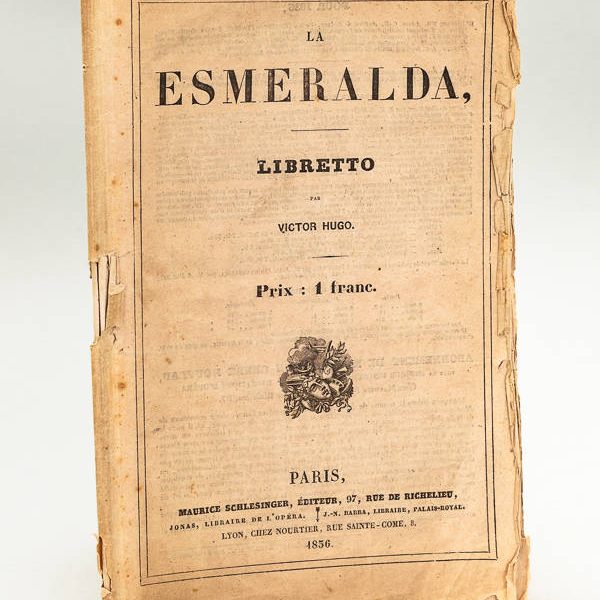 LA
ESMERALDA,
LIBRETTO
PAR
VICTOR HUGO.
Prix : 1 franc.
PARIS,
MAURICE SCHLESINGER, ÉDITEUR, 97, RUE DE RICHELIEU,
JONAS, LIBRAIRE DE L'OPÉRA. J.-N. BARBA, LIBRAIRE, PALAIS-ROYAL.
LYON, CHEZ NOURTIER, RUE SAINTE-COME, 8.
1836.